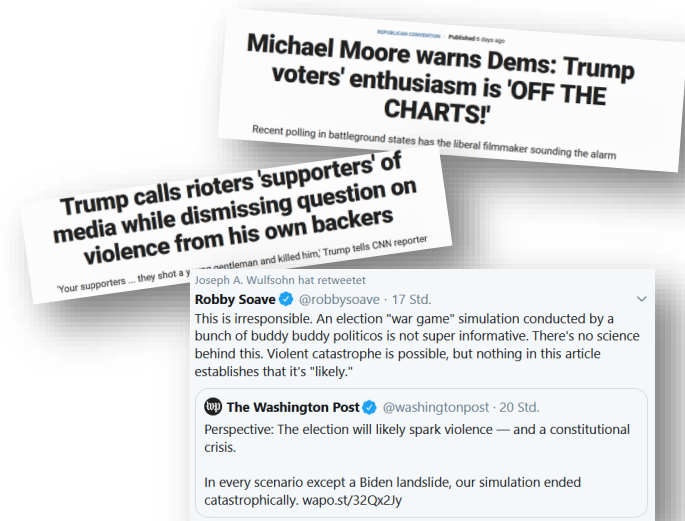 REPUBLICAN CONVENTION · Published 6 days ago
Michael Moore warns Dems: Trump
voters' enthusiasm is 'OFF THE
CHARTS!'
Recent polling in battleground states has the liberal filmmaker sounding the alarm
Trump calls rioters 'supporters' of
media while dismissing question on
violence from his own backers
'Your supporters ... they shot a gentleman and killed him,' Trump tells CNN reporter
Joseph A. Wulfsohn hat retweetet
Robby Soave @robbysoave · 17 Std.
This is irresponsible. An election "war game" simulation conducted by a
bunch of buddy buddy politicos is not super informative. There's no science
behind this. Violent catastrophe is possible, but nothing in this article
establishes that it's "likely."
wp The Washington Post @washingtonpost · 20 Std.
Perspective: The election will likely spark violence — and a constitutional
crisis.
In every scenario except a Biden landslide, our simulation ended
catastrophically. wapo.st/32Qx2Jy